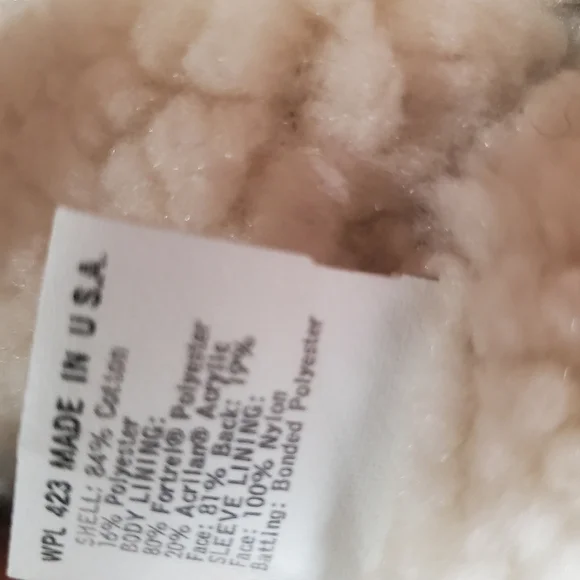 WPL 423 MADE IN U.S.A.
SHELL: 84% Cotton
16% Polyester
BODY LINING:
80% Fortrel® Polyester
20% Acrilan® Acrylic
Face: 81% Back: 19%
SLEEVE LINING:
Face: 100% Nylon
Batting: Bonded Polyester